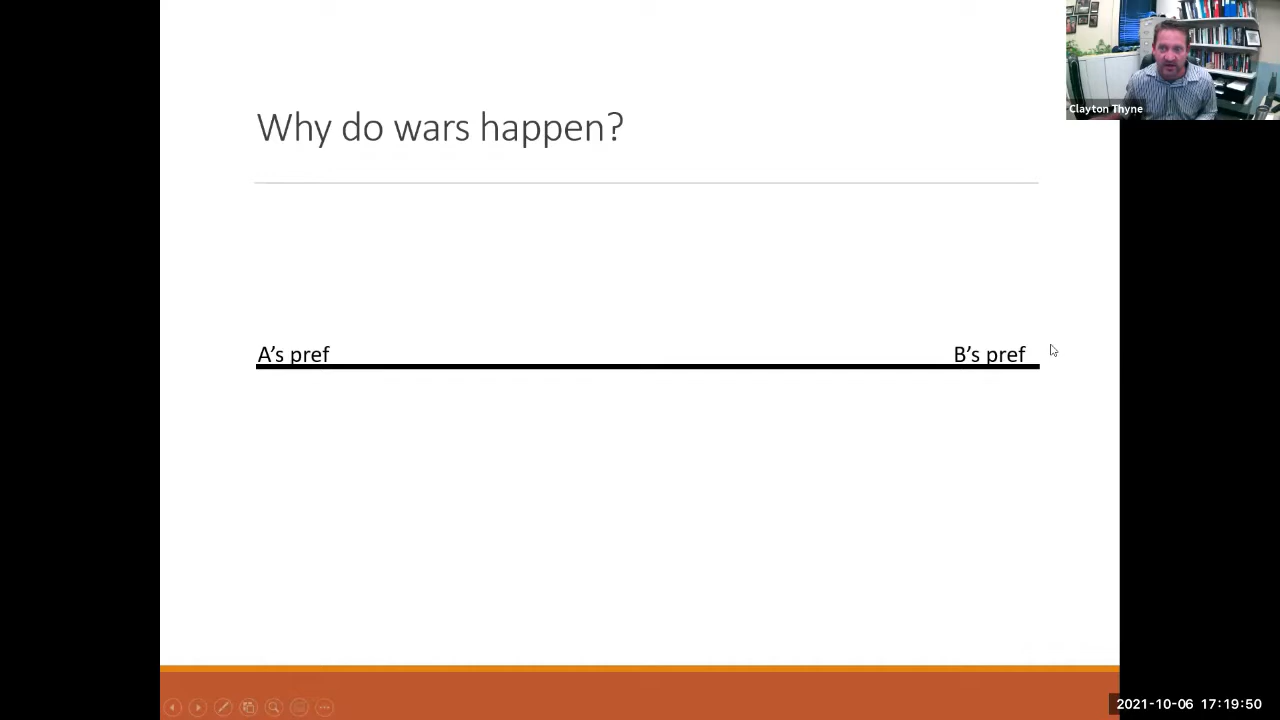 Clayton Thyne
Why do wars happen?
A’s pref
B’s pref
2021-10-06 17:19:50